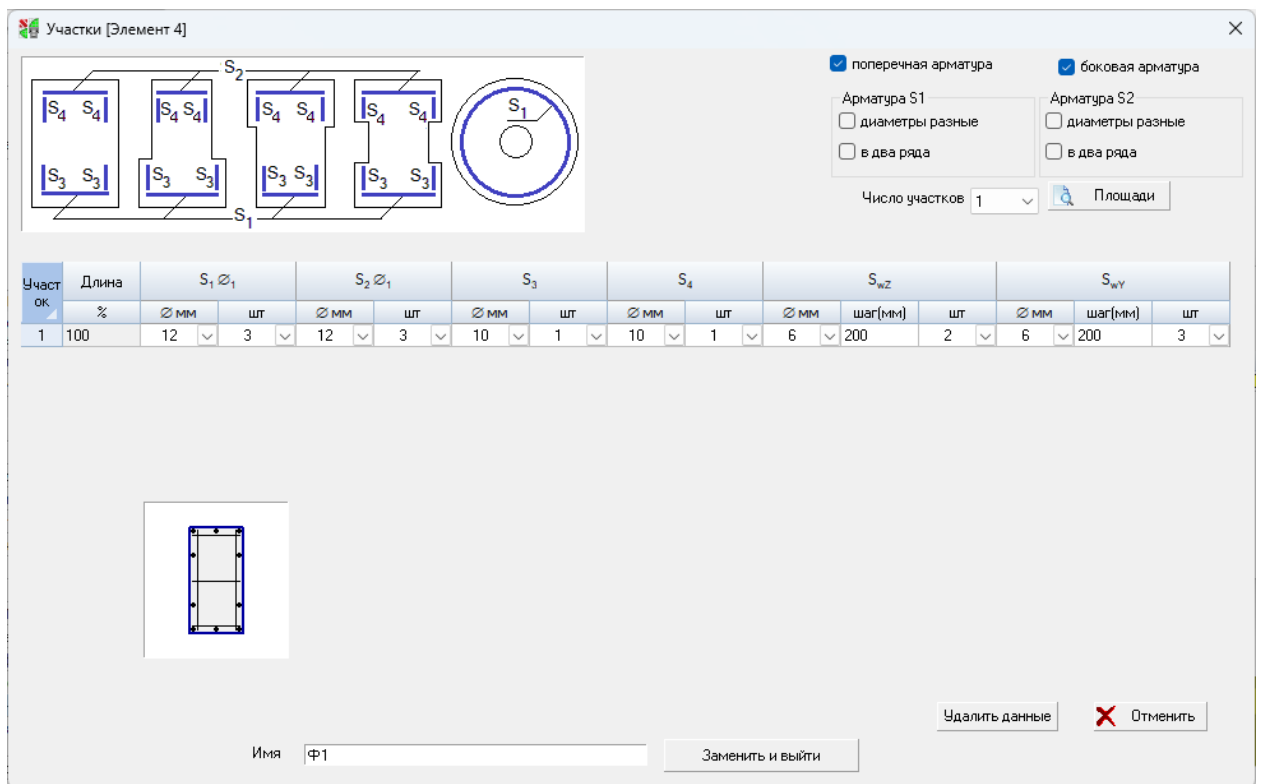 Участки [Элемент 4]
S2
S4 S4 S4 S4 S4 S4 S4 S4
S1
S3 S3 S3 S3 S3 S3 S3 S3
S1
поперечная арматура
боковая арматура
Арматура S1
Арматура S2
диаметры разные
диаметры разные
в два ряда
в два ряда
Число участков 1
Площади
Участок Длина S1 ∅1 S2 ∅1 S3 S4 SwZ SwY
% ∅ мм шт ∅ мм шт ∅ мм шт ∅ мм шт ∅ мм шаг(мм) шт ∅ мм шаг(мм) шт
1 100 12 3 12 3 10 1 10 1 6 200 2 6 200 3
Удалить данные
Отменить
Имя Ф1
Заменить и выйти